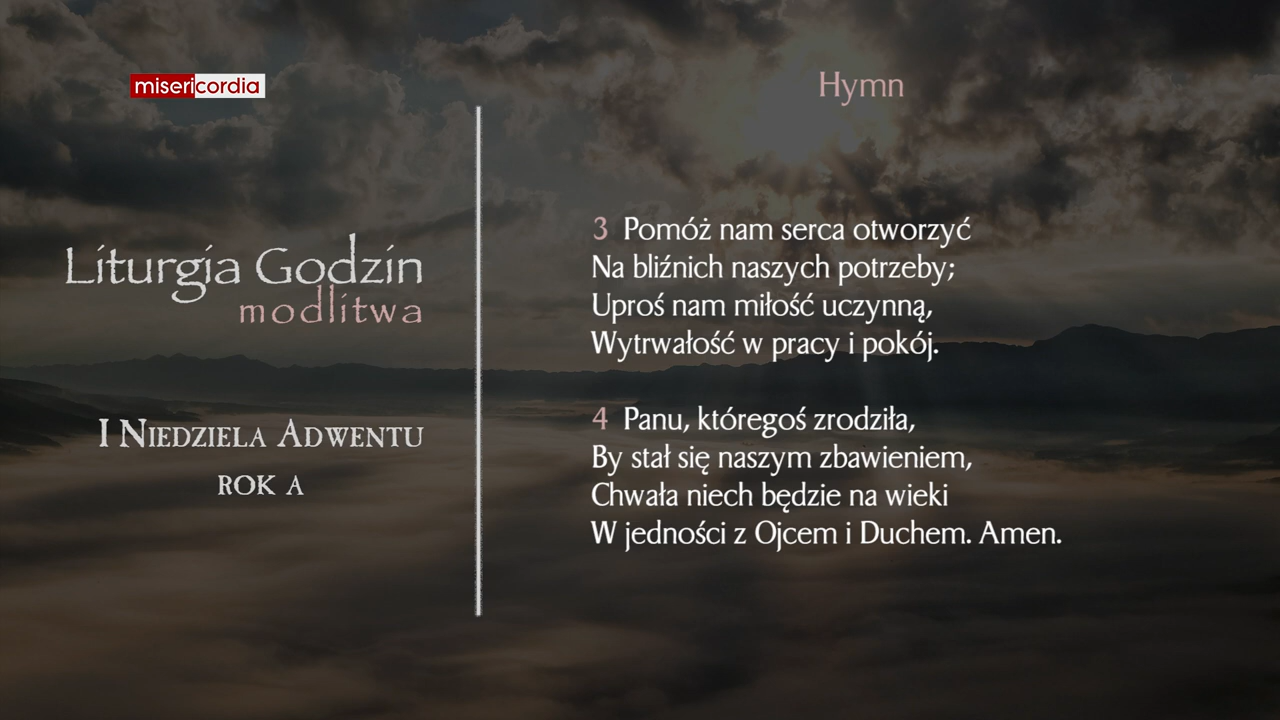 misericordia
Liturgia Godzin
modlitwa
I Niedziela Adwentu
rok A
Hymn
3 Pomóż nam serca otworzyć
Na bliźnich naszych potrzeby;
Uproś nam miłość uczynną,
Wytrwałość w pracy i pokój.
4 Panu, któregoś zrodziła,
By stał się naszym zbawieniem,
Chwała niech będzie na wieki
W jedności z Ojcem i Duchem. Amen.